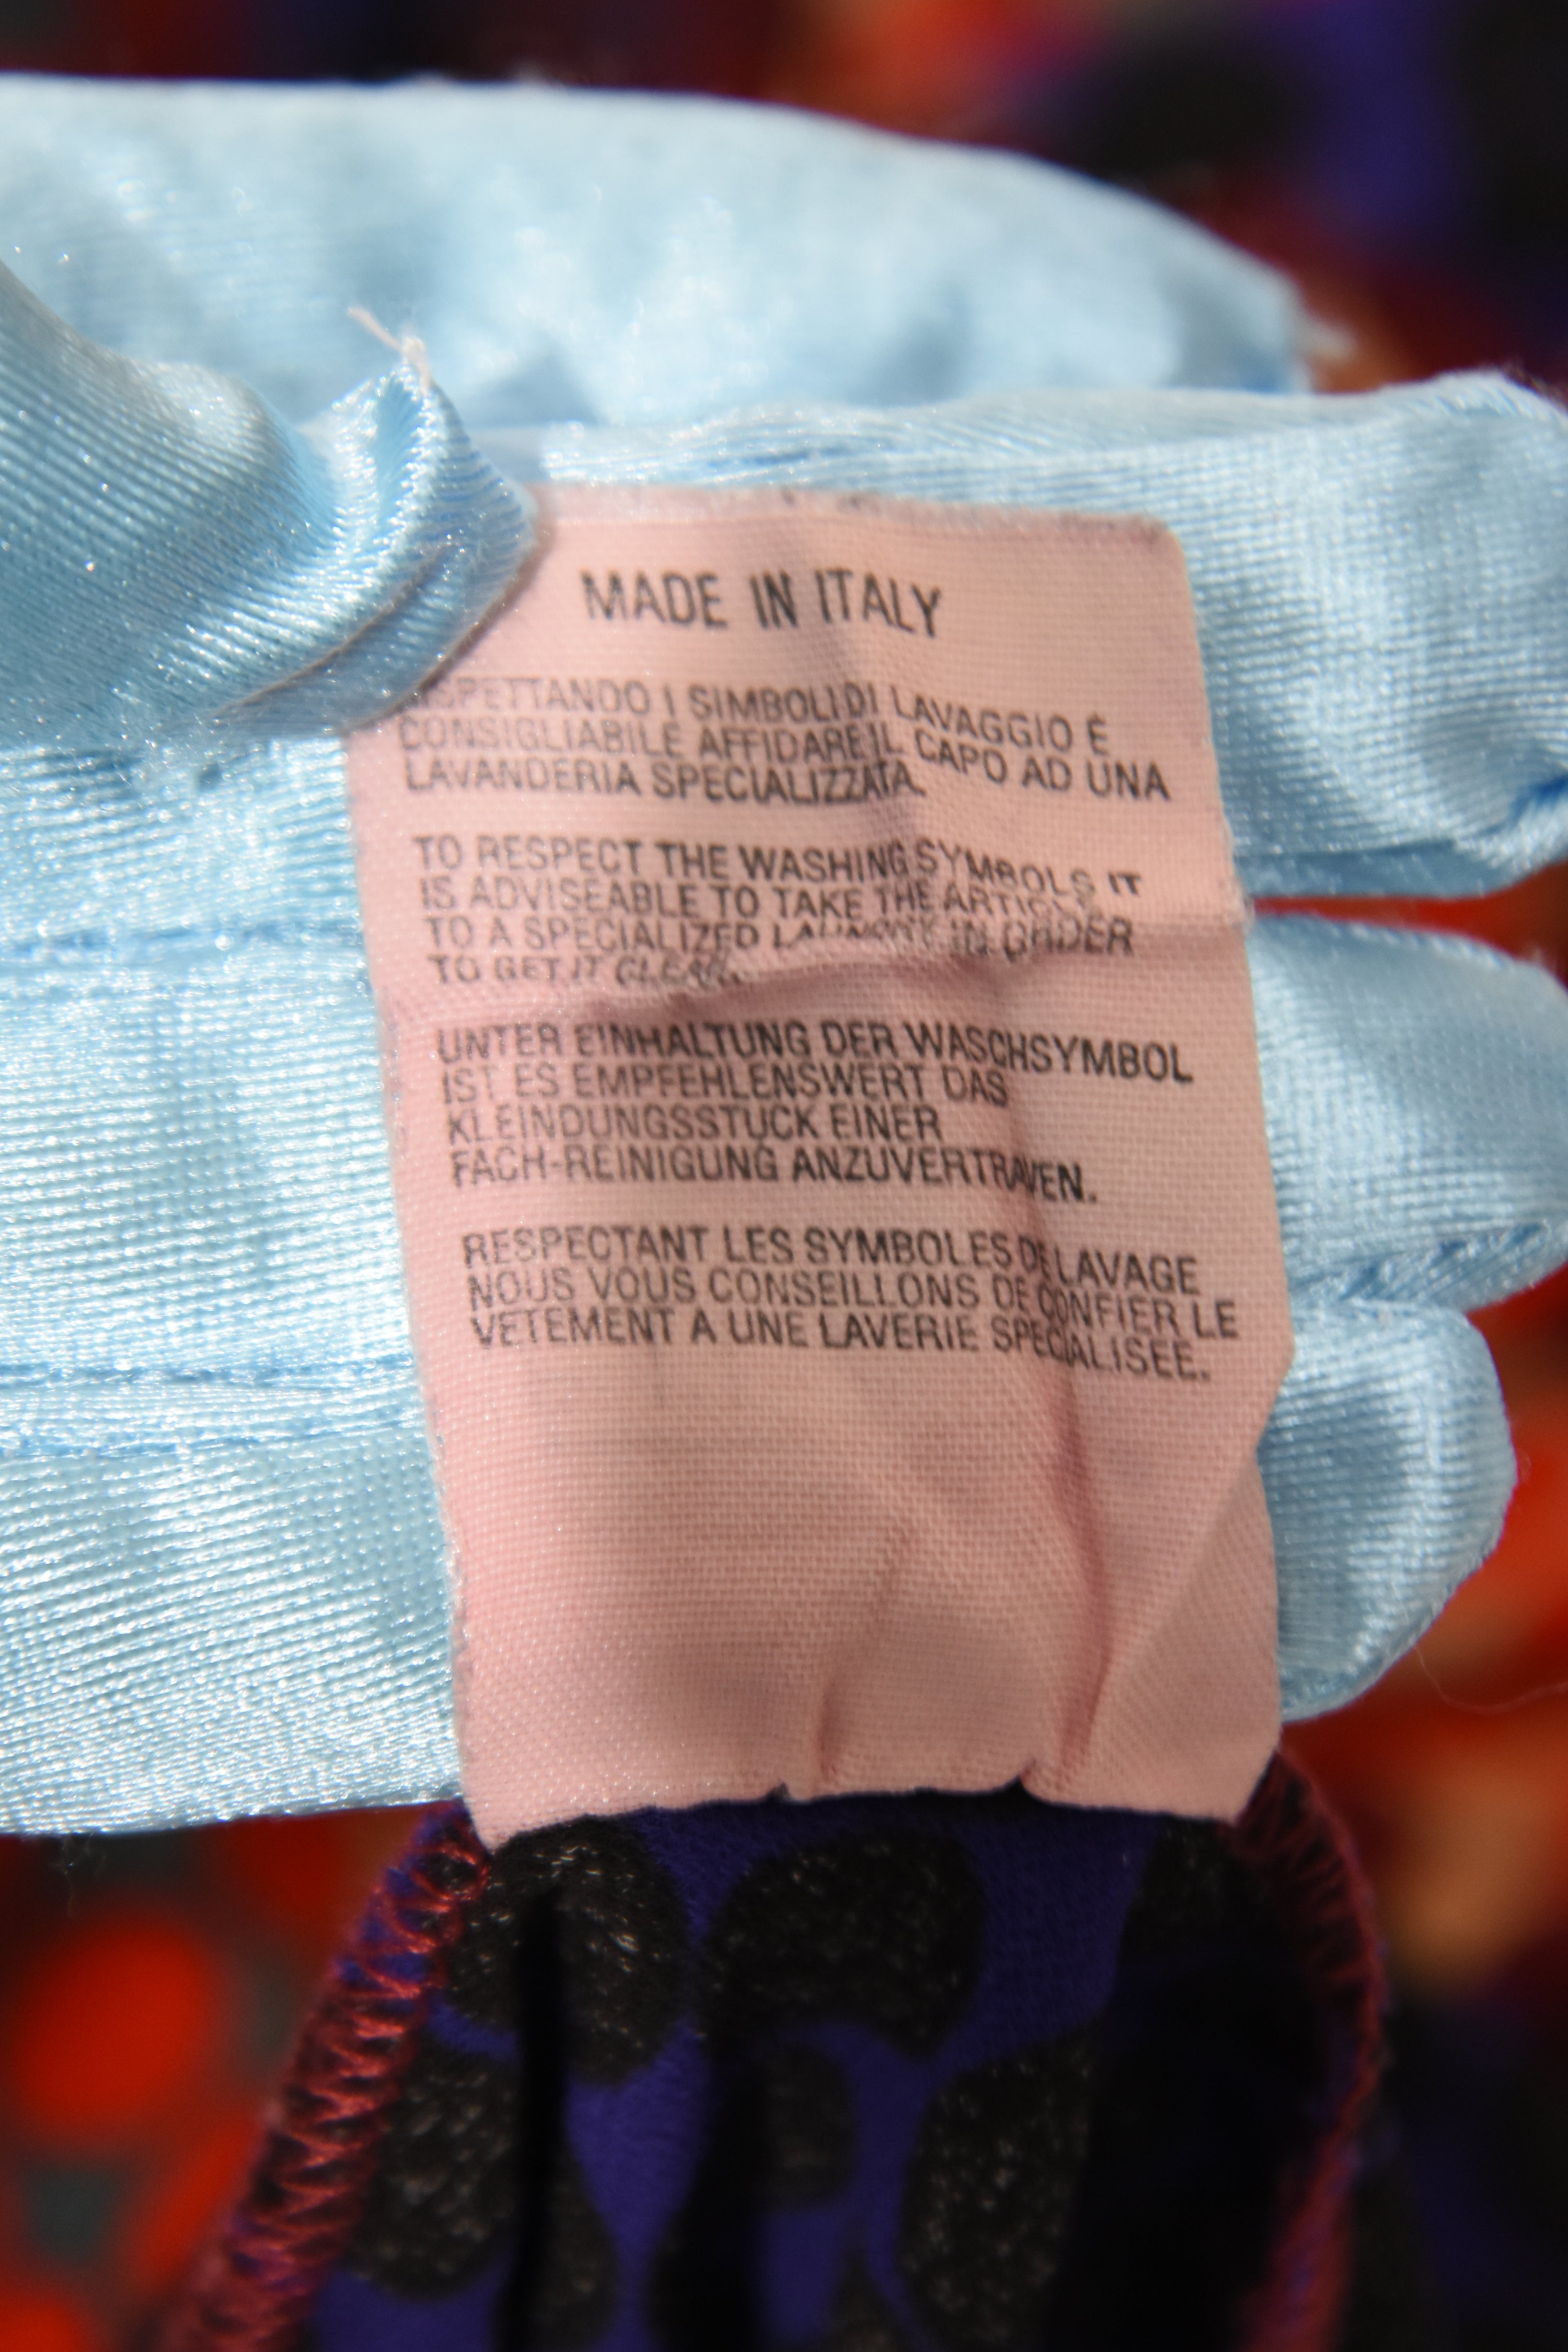 MADE IN ITALY
RISPETTANDO I SIMBOLI DI LAVAGGIO È
CONSIGLIABILE AFFIDARE IL CAPO AD UNA
LAVANDERIA SPECIALIZZATA.
TO RESPECT THE WASHING SYMBOLS IT
IS ADVISEABLE TO TAKE THE ARTICLE
TO A SPECIALIZED LAUNDRY IN ORDER
TO GET IT CLEAN.
UNTER EINHALTUNG DER WASCHSYMBOL
IST ES EMPFEHLENSWERT DAS
KLEINDUNGSSTUCK EINER
FACH-REINIGUNG ANZUVERTRAVEN.
RESPECTANT LES SYMBOLES DE LAVAGE
NOUS VOUS CONSEILLONS DE CONFIER LE
VETEMENT A UNE LAVERIE SPECIALISEE.